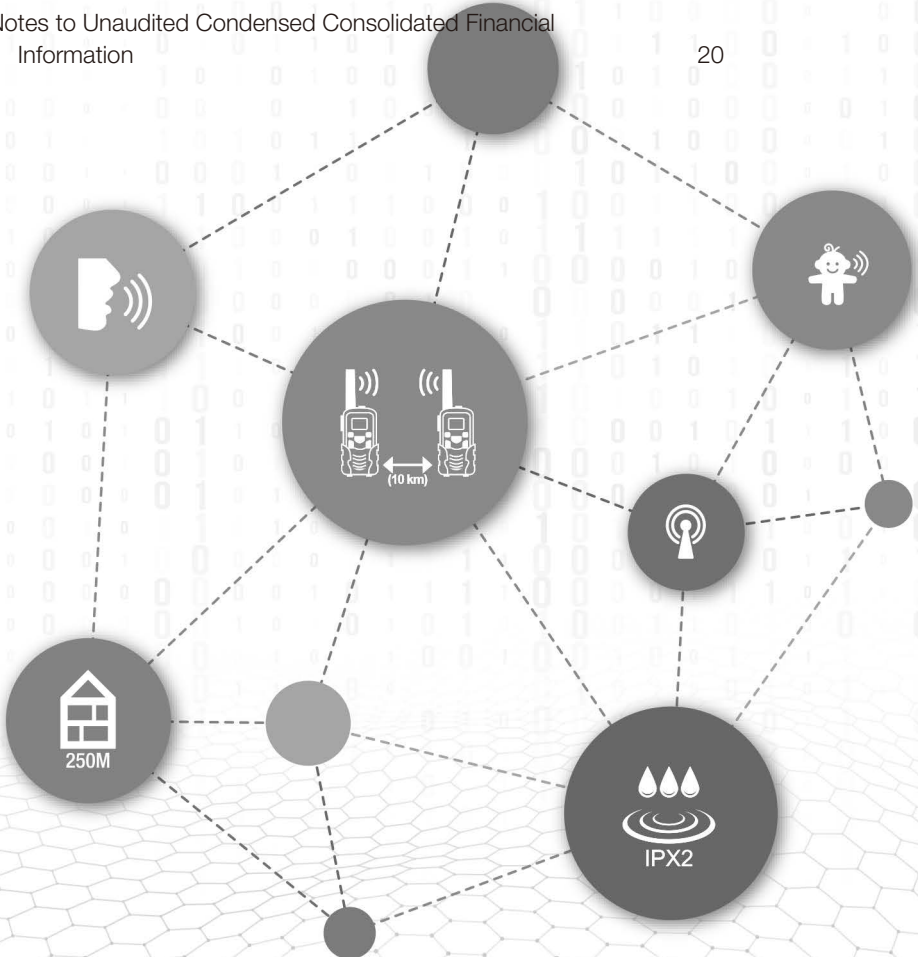 Notes to Unaudited Condensed Consolidated Financial
Information 20
(10 km)
250M
IPX2